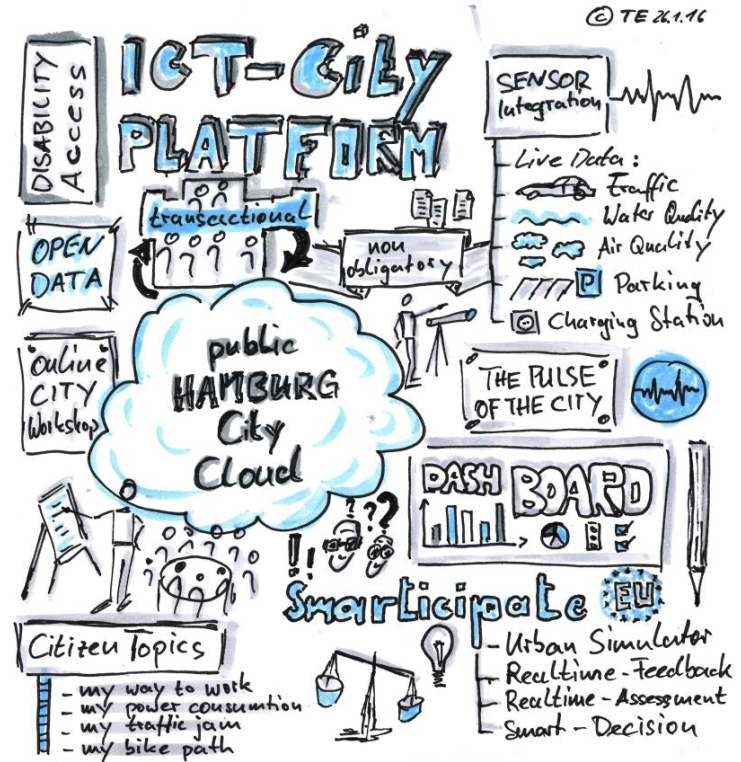 © TE 26.1.16
DISABILITY
Access
ICT-City
PLATFORM
SENSOR
Integration
Live Data:
Traffic
Water Quality
Air Quality
P Parking
Charging Station
transactional
non
obligatory
OPEN
DATA
public
HAMBURG
City
Cloud
Online
CITY
Workshop
THE PULSE
OF THE CITY
DASH BOARD
!! ???
Smarticipate EU
- Urban Simulator
- Realtime-Feedback
- Realtime-Assessment
- Smart-Decision
Citizen Topics
- my way to work
- my power consumtion
- my traffic jam
- my bike path